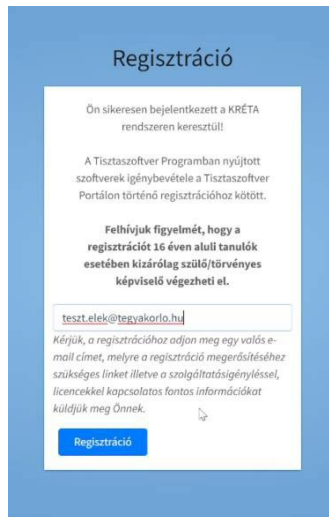 Regisztráció
Ön sikeresen bejelentkezett a KRÉTA
rendszeren keresztül!
A Tisztaszoftver Programban nyújtott
szoftverek igénybevétele a Tisztaszoftver
Portálon történő regisztrációhoz kötött.
Felhívjuk figyelmét, hogy a
regisztrációt 16 éven aluli tanulók
esetében kizárólag szülő/törvényes
képviselő végezheti el.
teszt.elek@tegyakorlo.hu
Kérjük, a regisztrációhoz adjon meg egy valós e-
mail címet, melyre a regisztráció megerősítéséhez
szükséges linket illetve a szolgáltatásigényléssel,
licencekkel kapcsolatos fontos információkat
küldjük meg Önnek.
Regisztráció